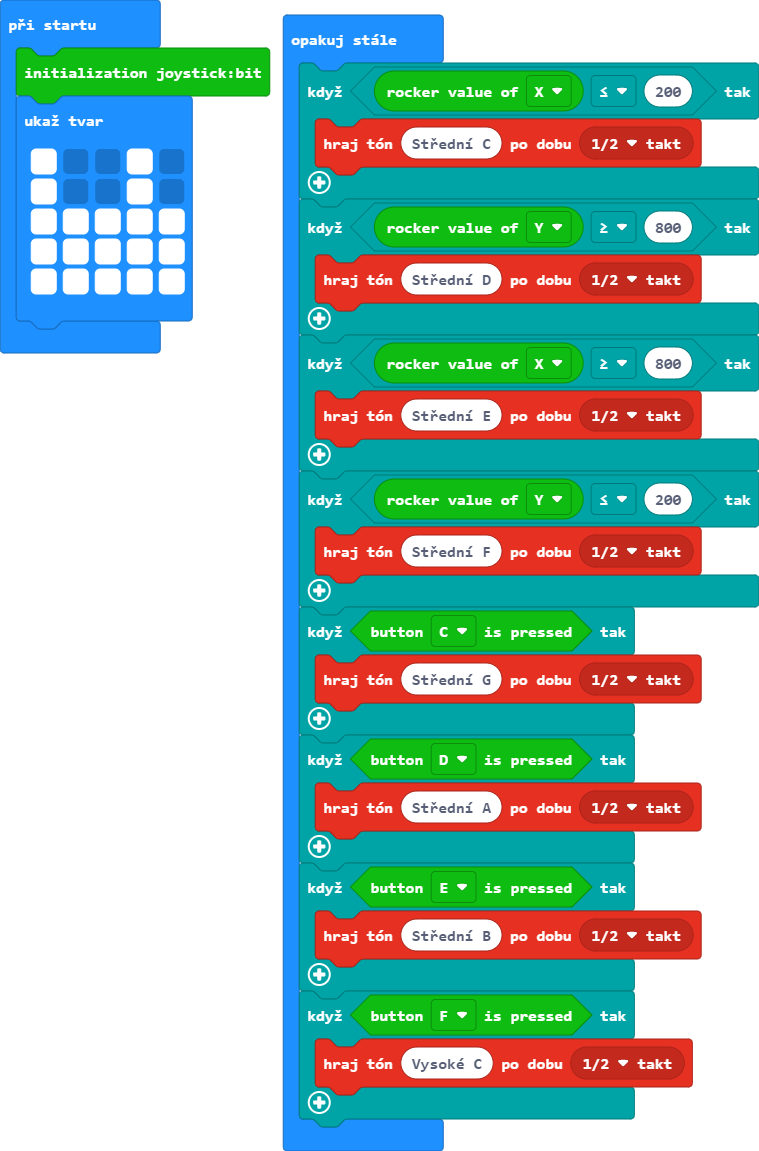 při startu
initialization joystick:bit
ukaž tvar
opakuj stále
když rocker value of X ≤ 200 tak
hraj tón Střední C po dobu 1/2 takt
když rocker value of Y ≥ 800 tak
hraj tón Střední D po dobu 1/2 takt
když rocker value of X ≥ 800 tak
hraj tón Střední E po dobu 1/2 takt
když rocker value of Y ≤ 200 tak
hraj tón Střední F po dobu 1/2 takt
když button C is pressed tak
hraj tón Střední G po dobu 1/2 takt
když button D is pressed tak
hraj tón Střední A po dobu 1/2 takt
když button E is pressed tak
hraj tón Střední B po dobu 1/2 takt
když button F is pressed tak
hraj tón Vysoké C po dobu 1/2 takt